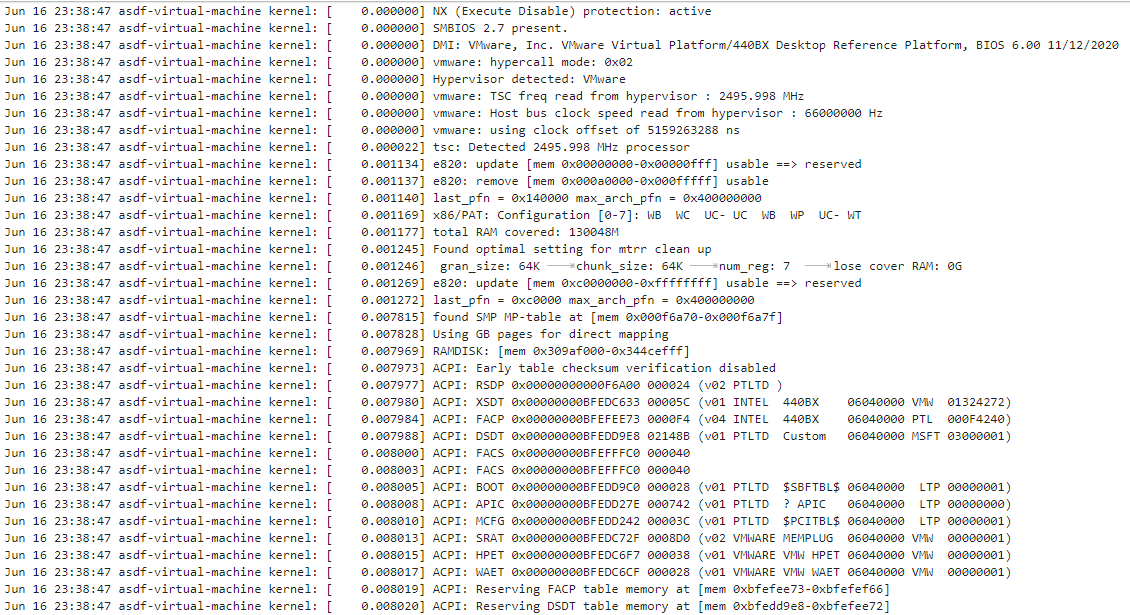 Jun 16 23:38:47 asdf-virtual-machine kernel: [    0.000000] NX (Execute Disable) protection: active
Jun 16 23:38:47 asdf-virtual-machine kernel: [    0.000000] SMBIOS 2.7 present.
Jun 16 23:38:47 asdf-virtual-machine kernel: [    0.000000] DMI: VMware, Inc. VMware Virtual Platform/440BX Desktop Reference Platform, BIOS 6.00 11/12/2020
Jun 16 23:38:47 asdf-virtual-machine kernel: [    0.000000] vmware: hypercall mode: 0x02
Jun 16 23:38:47 asdf-virtual-machine kernel: [    0.000000] Hypervisor detected: VMware
Jun 16 23:38:47 asdf-virtual-machine kernel: [    0.000000] vmware: TSC freq read from hypervisor : 2495.998 MHz
Jun 16 23:38:47 asdf-virtual-machine kernel: [    0.000000] vmware: Host bus clock speed read from hypervisor : 66000000 Hz
Jun 16 23:38:47 asdf-virtual-machine kernel: [    0.000000] vmware: using clock offset of 5159263288 ns
Jun 16 23:38:47 asdf-virtual-machine kernel: [    0.000022] tsc: Detected 2495.998 MHz processor
Jun 16 23:38:47 asdf-virtual-machine kernel: [    0.001134] e820: update [mem 0x00000000-0x00000fff] usable ==> reserved
Jun 16 23:38:47 asdf-virtual-machine kernel: [    0.001137] e820: remove [mem 0x000a0000-0x000fffff] usable
Jun 16 23:38:47 asdf-virtual-machine kernel: [    0.001140] last_pfn = 0x140000 max_arch_pfn = 0x400000000
Jun 16 23:38:47 asdf-virtual-machine kernel: [    0.001169] x86/PAT: Configuration [0-7]: WB  WC  UC- UC  WB  WP  UC- WT
Jun 16 23:38:47 asdf-virtual-machine kernel: [    0.001177] total RAM covered: 130048M
Jun 16 23:38:47 asdf-virtual-machine kernel: [    0.001245] Found optimal setting for mtrr clean up
Jun 16 23:38:47 asdf-virtual-machine kernel: [    0.001246]  gran_size: 64K chunk_size: 64K num_reg: 7 lose cover RAM: 0G
Jun 16 23:38:47 asdf-virtual-machine kernel: [    0.001269] e820: update [mem 0xc0000000-0xffffffff] usable ==> reserved
Jun 16 23:38:47 asdf-virtual-machine kernel: [    0.001272] last_pfn = 0xc0000 max_arch_pfn = 0x400000000
Jun 16 23:38:47 asdf-virtual-machine kernel: [    0.007815] found SMP MP-table at [mem 0x000f6a70-0x000f6a7f]
Jun 16 23:38:47 asdf-virtual-machine kernel: [    0.007828] Using GB pages for direct mapping
Jun 16 23:38:47 asdf-virtual-machine kernel: [    0.007969] RAMDISK: [mem 0x309af000-0x344cefff]
Jun 16 23:38:47 asdf-virtual-machine kernel: [    0.007973] ACPI: Early table checksum verification disabled
Jun 16 23:38:47 asdf-virtual-machine kernel: [    0.007977] ACPI: RSDP 0x00000000000F6A00 000024 (v02 PTLTD )
Jun 16 23:38:47 asdf-virtual-machine kernel: [    0.007980] ACPI: XSDT 0x00000000BFEDC633 00005C (v01 INTEL  440BX    06040000 VMW  01324272)
Jun 16 23:38:47 asdf-virtual-machine kernel: [    0.007984] ACPI: FACP 0x00000000BFEFEE73 0000F4 (v04 INTEL  440BX    06040000 PTL  000F4240)
Jun 16 23:38:47 asdf-virtual-machine kernel: [    0.007988] ACPI: DSDT 0x00000000BFEDD9E8 02148B (v01 PTLTD  Custom   06040000 MSFT 03000001)
Jun 16 23:38:47 asdf-virtual-machine kernel: [    0.008000] ACPI: FACS 0x00000000BFEFFFC0 000040
Jun 16 23:38:47 asdf-virtual-machine kernel: [    0.008003] ACPI: FACS 0x00000000BFEFFFC0 000040
Jun 16 23:38:47 asdf-virtual-machine kernel: [    0.008005] ACPI: BOOT 0x00000000BFEDD9C0 000028 (v01 PTLTD  $SBFTBL$ 06040000  LTP 00000001)
Jun 16 23:38:47 asdf-virtual-machine kernel: [    0.008008] ACPI: APIC 0x00000000BFEDD27E 000742 (v01 PTLTD  ? APIC   06040000  LTP 00000000)
Jun 16 23:38:47 asdf-virtual-machine kernel: [    0.008010] ACPI: MCFG 0x00000000BFEDD242 00003C (v01 PTLTD  $PCITBL$ 06040000  LTP 00000001)
Jun 16 23:38:47 asdf-virtual-machine kernel: [    0.008013] ACPI: SRAT 0x00000000BFEDC72F 0008D0 (v02 VMWARE MEMPLUG  06040000 VMW  00000001)
Jun 16 23:38:47 asdf-virtual-machine kernel: [    0.008015] ACPI: HPET 0x00000000BFEDC6F7 000038 (v01 VMWARE VMW HPET 06040000 VMW  00000001)
Jun 16 23:38:47 asdf-virtual-machine kernel: [    0.008017] ACPI: WAET 0x00000000BFEDC6CF 000028 (v01 VMWARE VMW WAET 06040000 VMW  00000001)
Jun 16 23:38:47 asdf-virtual-machine kernel: [    0.008019] ACPI: Reserving FACP table memory at [mem 0xbfefee73-0xbfefef66]
Jun 16 23:38:47 asdf-virtual-machine kernel: [    0.008020] ACPI: Reserving DSDT table memory at [mem 0xbfedd9e8-0xbfefee72]